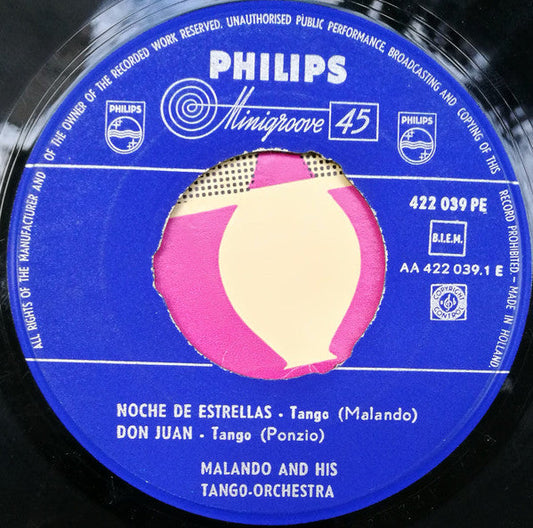 ALL RIGHTS OF THE MANUFACTURER AND OF THE OWNER OF THE RECORDED WORK RESERVED. UNAUTHORISED PUBLIC PERFORMANCE, BROADCASTING AND COPYING OF THIS RECORD PROHIBITED - MADE IN HOLLAND
PHILIPS
PHILIPS
Minigroove 45
PHILIPS
422 039 PE
B.I.E.M.
AA 422 039.1 E
COPYRIGHT
CONTROL
NOCHE DE ESTRELLAS - Tango (Malando)
DON JUAN - Tango (Ponzio)
MALANDO AND HIS
TANGO-ORCHESTRA